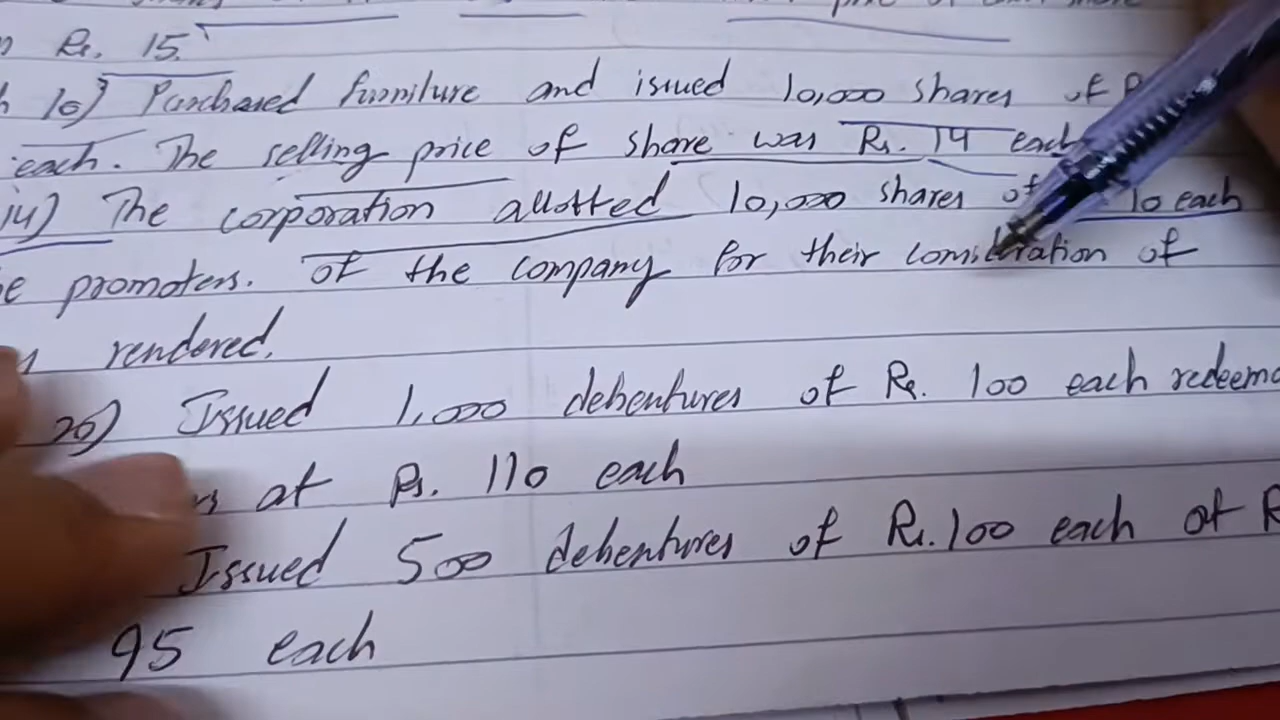 Rs. 15.
10) Purchased furniture and issued 10,000 shares of
each. The selling price of share was Rs. 14 each
14) The corporation allotted 10,000 shares of 10 each
promoters. of the company for their of
rendered.
20) Issued 1,000 debentures of Rs. 100 each
at Rs. 110 each
Issued 500 debentures of Rs. 100 each at
95 each